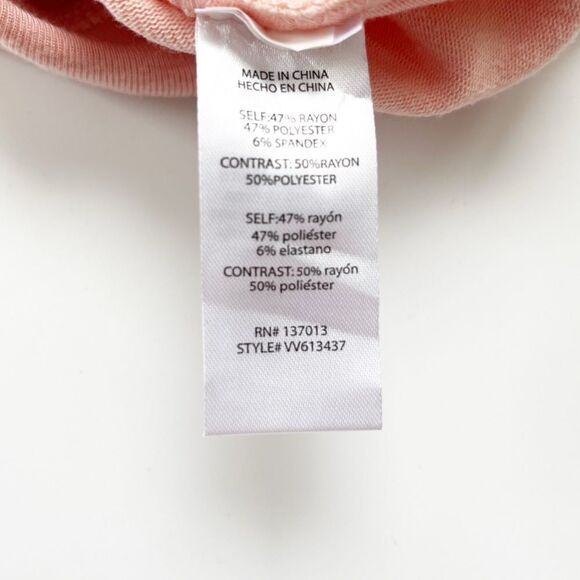 MADE IN CHINA
HECHO EN CHINA
SELF:47% RAYON
47% POLYESTER
6% SPANDEX
CONTRAST: 50%RAYON
50%POLYESTER
SELF:47% rayón
47% poliéster
6% elastano
CONTRAST: 50% rayón
50% poliéster
RN# 137013
STYLE# VV613437